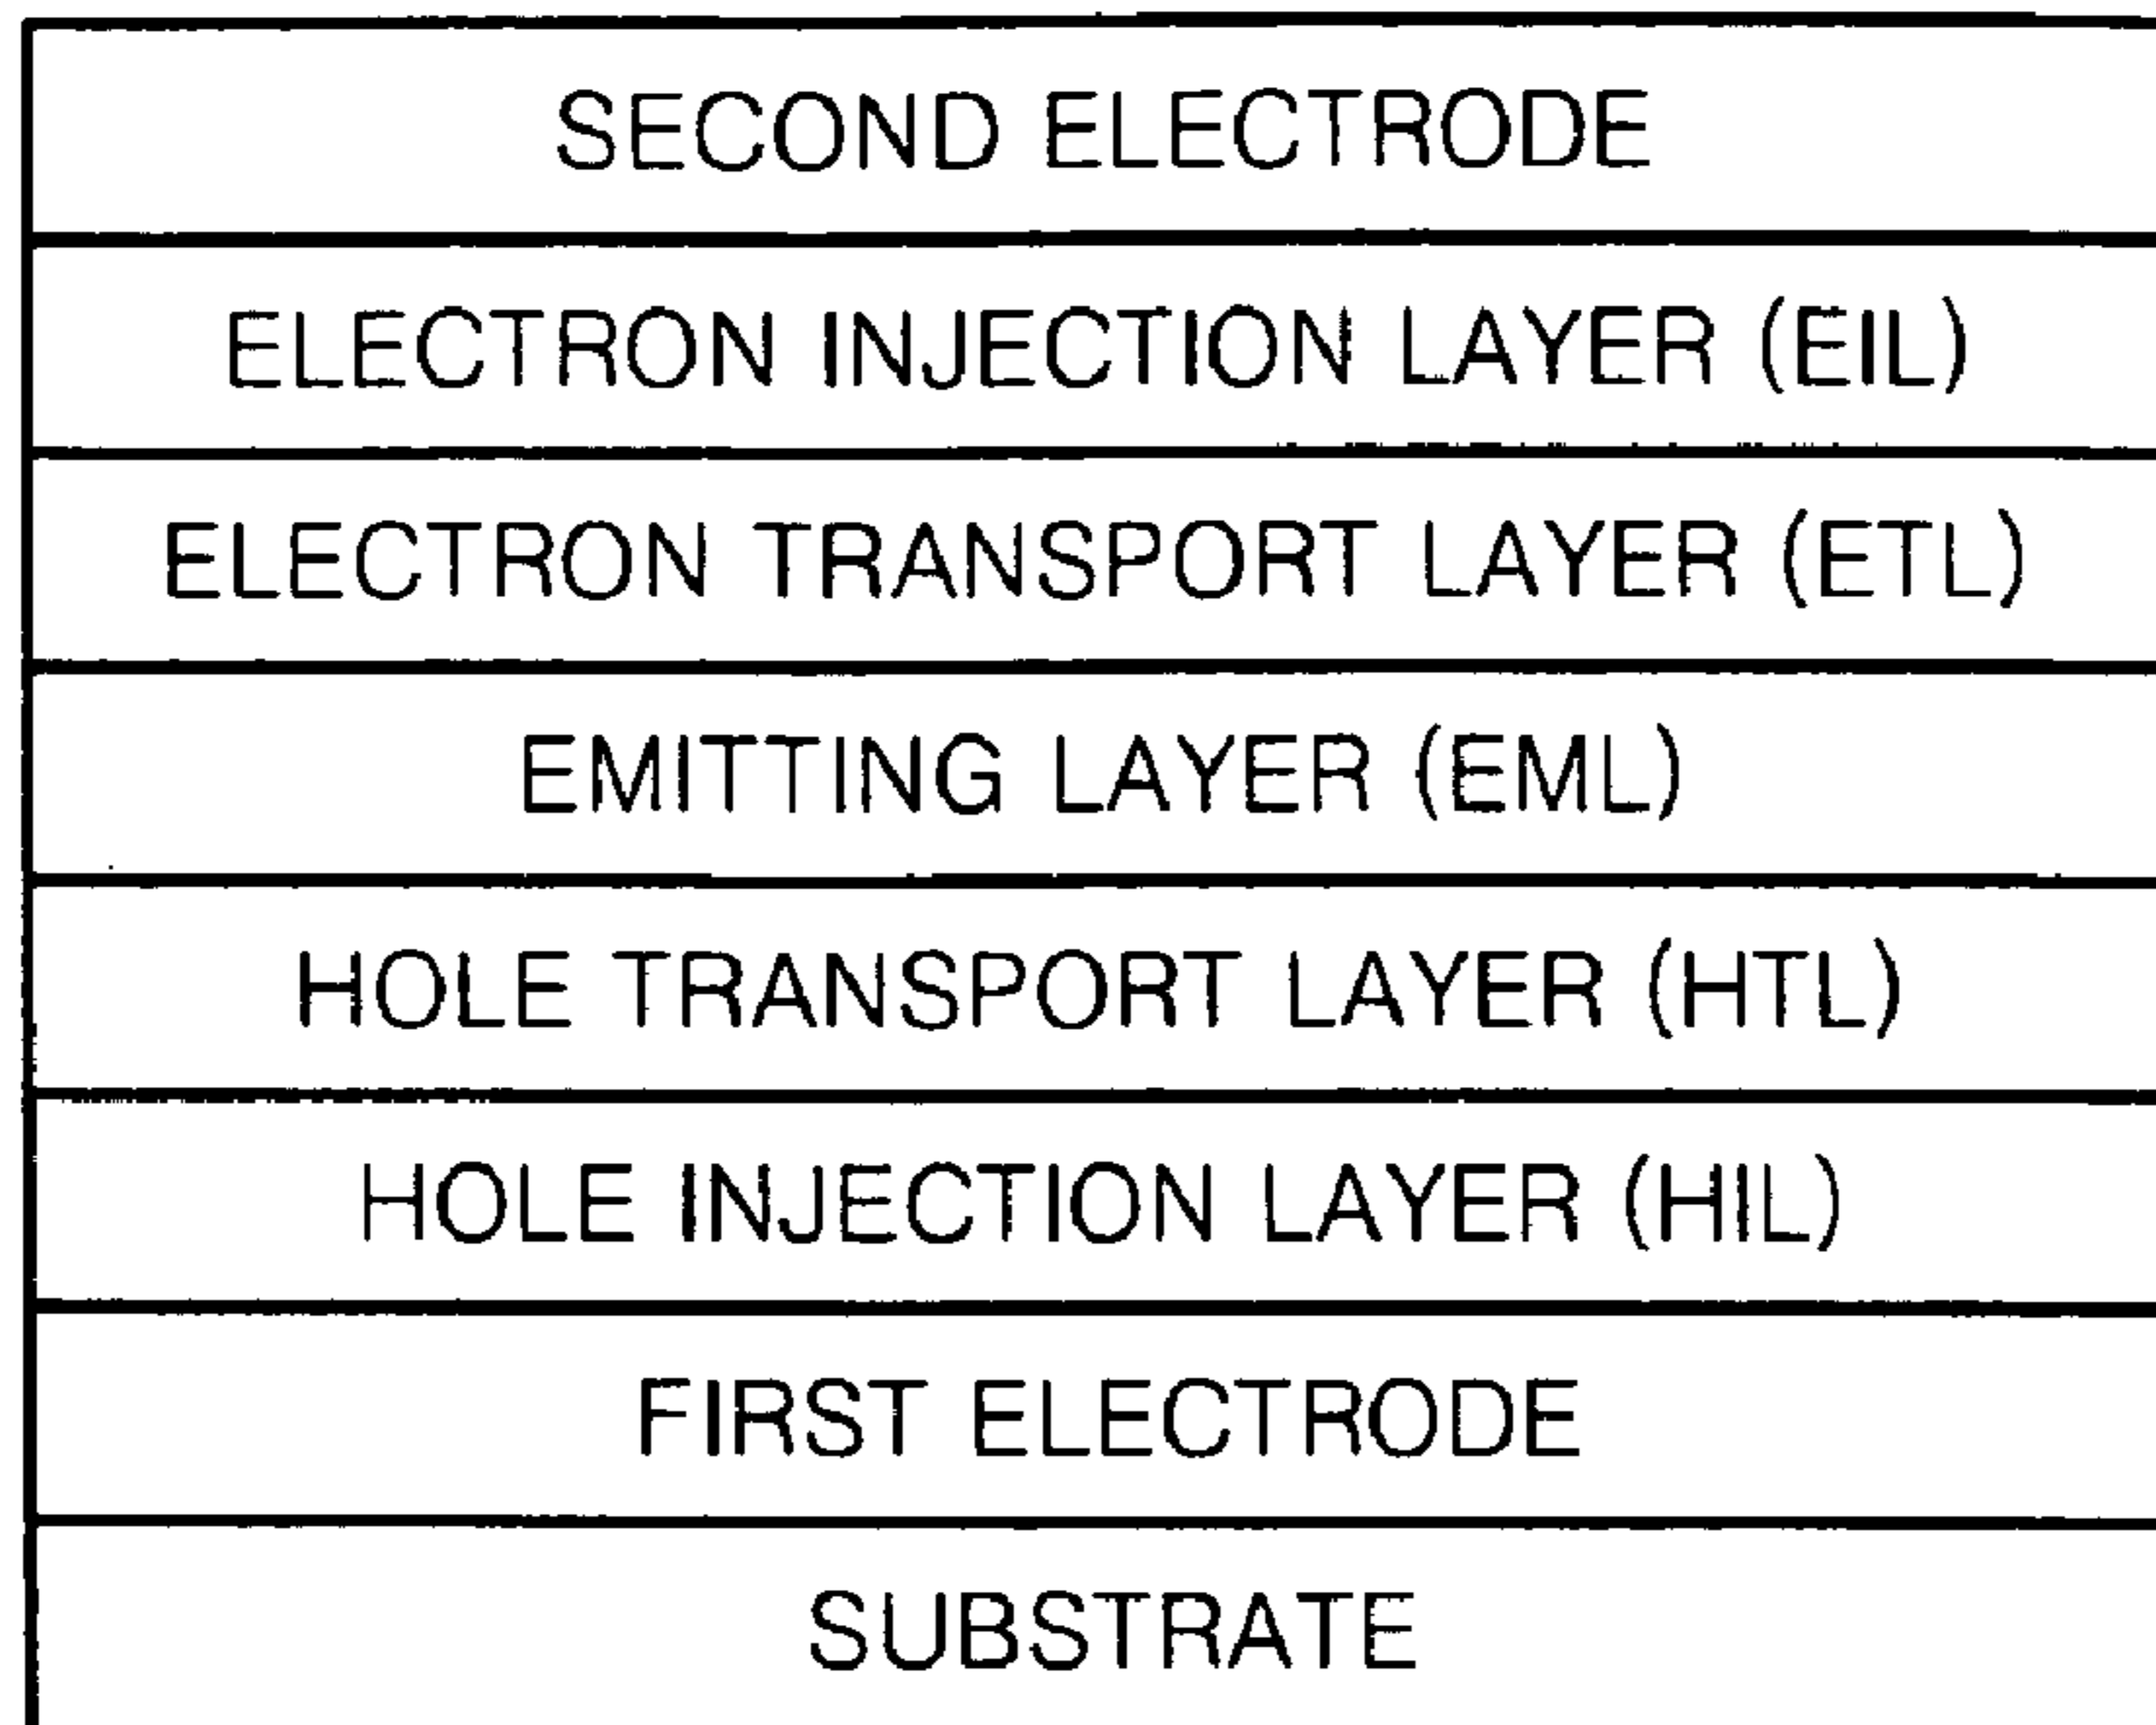 SECOND ELECTRODE
ELECTRON INJECTION LAYER (EIL)
ELECTRON TRANSPORT LAYER (ETL)
EMITTING LAYER (EML)
HOLE TRANSPORT LAYER (HTL)
HOLE INJECTION LAYER (HIL)
FIRST ELECTRODE
SUBSTRATE